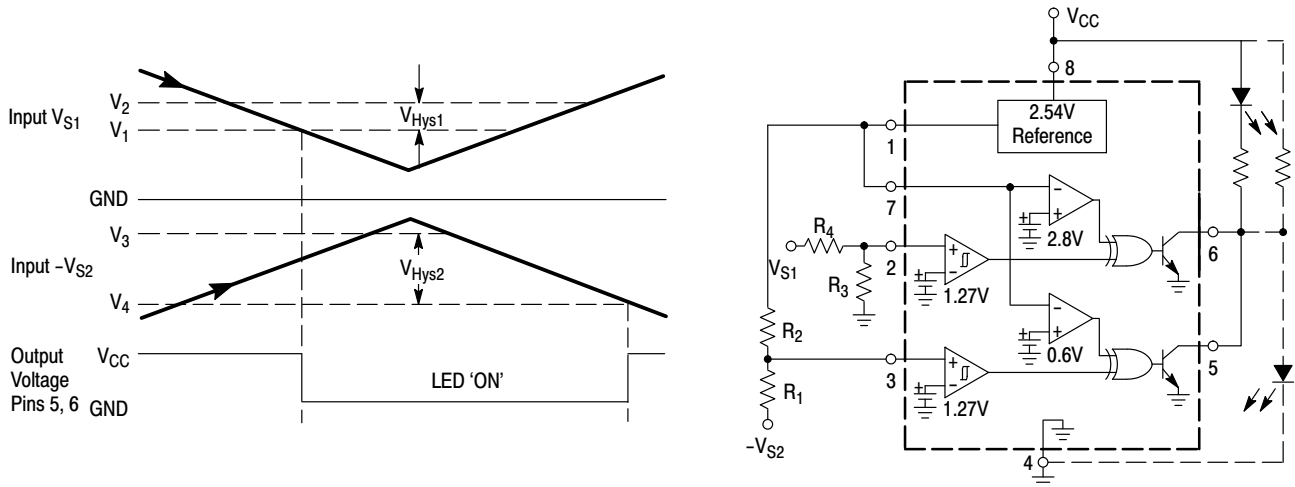 Input V_S1
V_2
V_1
V_Hys1
GND
V_3
Input –V_S2
V_4
V_Hys2
Output
Voltage
Pins 5, 6
V_CC
GND
LED 'ON'
V_CC
8
2.54V
Reference
1
7
2.8V
6
R_4
V_S1
2
R_3
1.27V
R_2
0.6V
5
3
R_1
1.27V
–V_S2
4